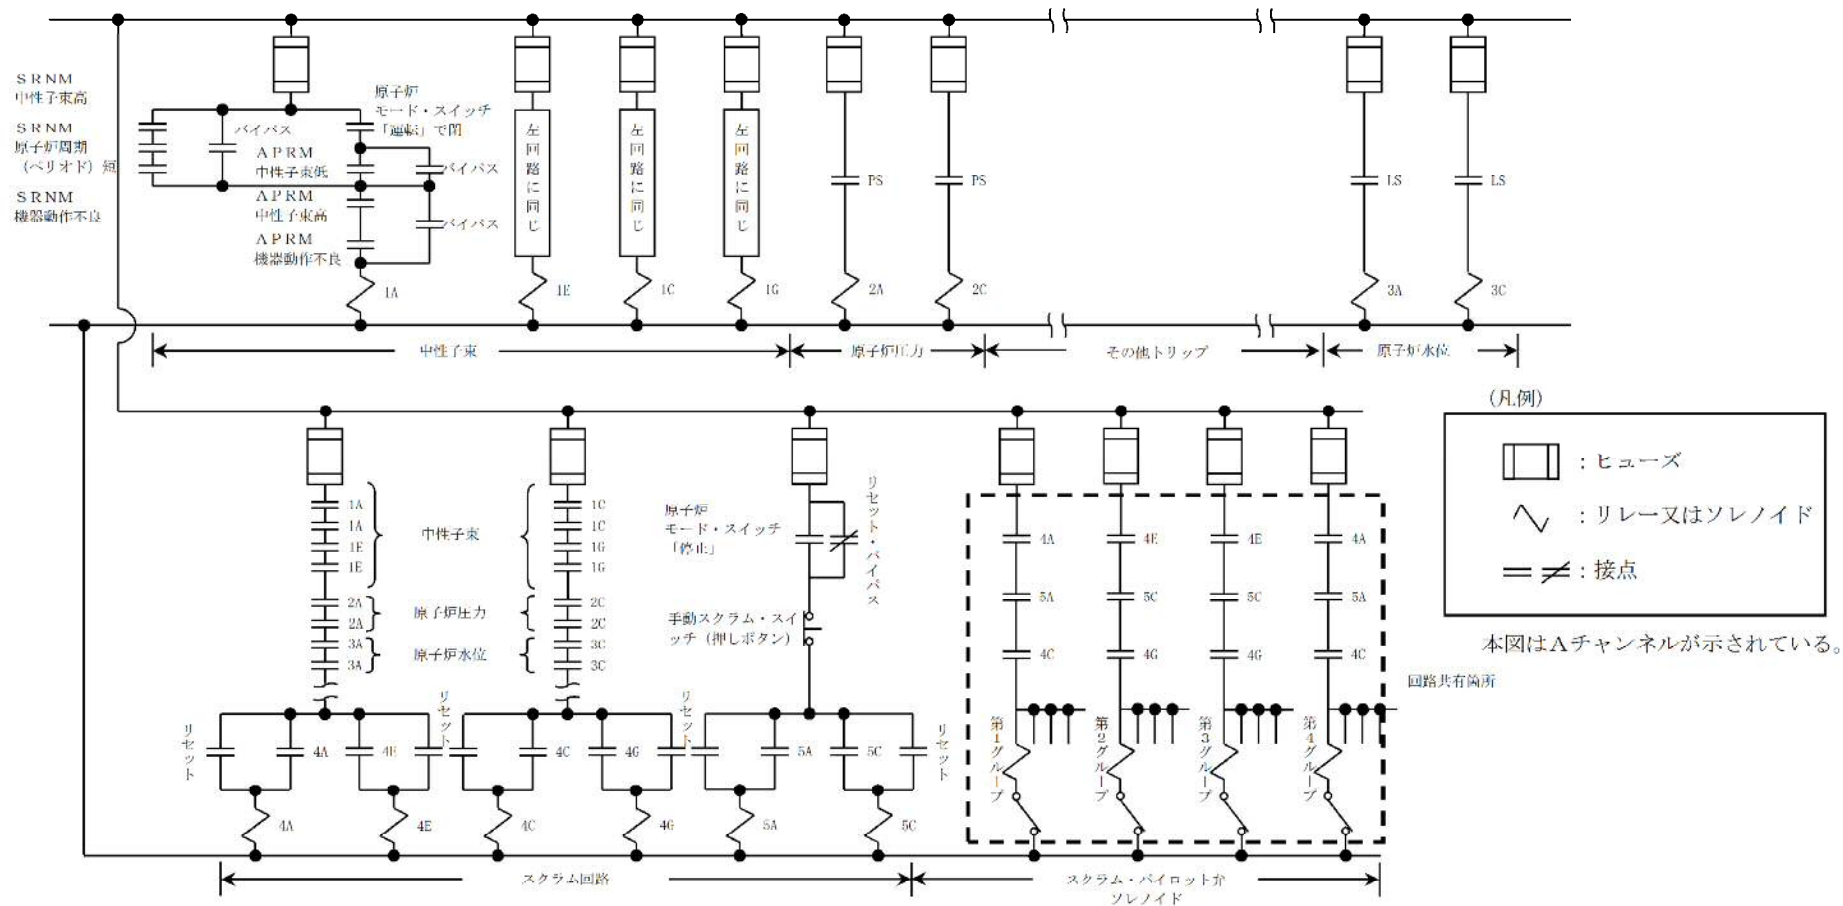 ＳＲＮＭ
中性子束高
ＳＲＮＭ
原子炉周期
（ペリオド）短
ＳＲＮＭ
機器動作不良
バイパス
原子炉
モード・スイッチ
「運転」で閉
ＡＰＲＭ
中性子束低
バイパス
ＡＰＲＭ
中性子束高
バイパス
ＡＰＲＭ
機器動作不良
1A
左回路に同じ
1E
左回路に同じ
1C
左回路に同じ
1G
PS
2A
PS
2C
LS
3A
LS
3C
中性子束
原子炉圧力
その他トリップ
原子炉水位
1A
1A
1E
1E
中性子束
2A
2A
原子炉圧力
3A
3A
原子炉水位
1C
1C
1G
1G
2C
2C
3C
3C
原子炉
モード・スイッチ
「停止」
リセット・バイパス
手動スクラム・スイ
ッチ（押しボタン）
リセット
4A
4E
リセット
4C
4G
リセット
5A
5C
リセット
4A
4E
4C
4G
5A
5C
4A
5A
4C
第1グループ
4E
5C
4G
第2グループ
4E
5C
4G
第3グループ
4A
5A
4C
第4グループ
スクラム回路
スクラム・パイロット弁
ソレノイド
（凡例）
：ヒューズ
：リレー又はソレノイド
：接点
本図はAチャンネルが示されている。
回路共有箇所